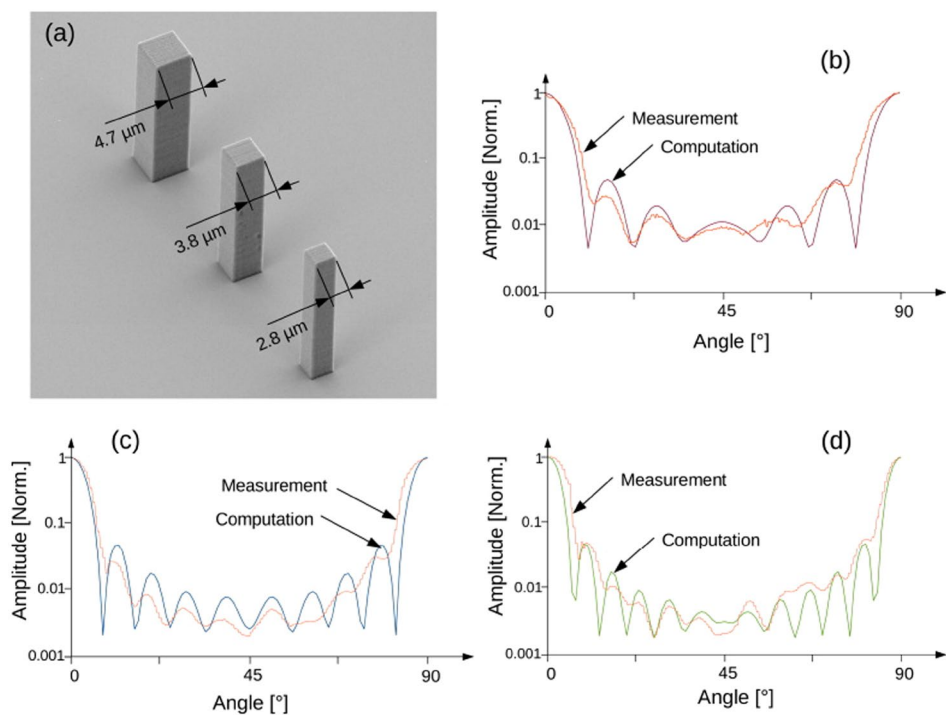 (a)
4.7 µm
3.8 µm
2.8 µm
(b)
Amplitude [Norm.]
1
0.1
0.01
0.001
Measurement
Computation
0
45
90
Angle [°]
(c)
Amplitude [Norm.]
1
0.1
0.01
0.001
Measurement
Computation
0
45
90
Angle [°]
(d)
Amplitude [Norm.]
1
0.1
0.01
0.001
Measurement
Computation
0
45
90
Angle [°]